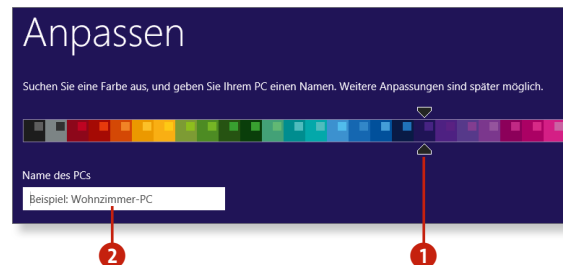 Anpassen
Suchen Sie eine Farbe aus, und geben Sie Ihrem PC einen Namen. Weitere Anpassungen sind später möglich.
Name des PCs
Beispiel: Wohnzimmer-PC
2 1